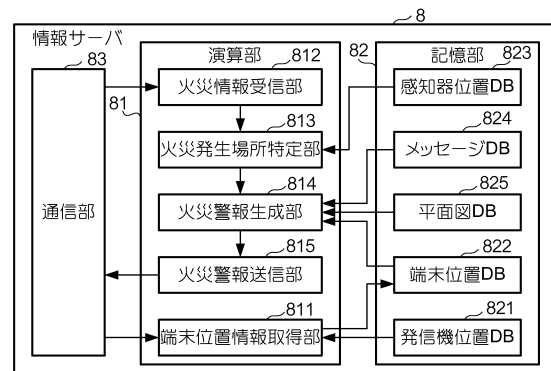 8
情報サーバ
83
通信部
演算部
81
812
火災情報受信部
813
火災発生場所特定部
814
火災警報生成部
815
火災警報送信部
811
端末位置情報取得部
82
記憶部
823
感知器位置DB
824
メッセージDB
825
平面図DB
822
端末位置DB
821
発信機位置DB